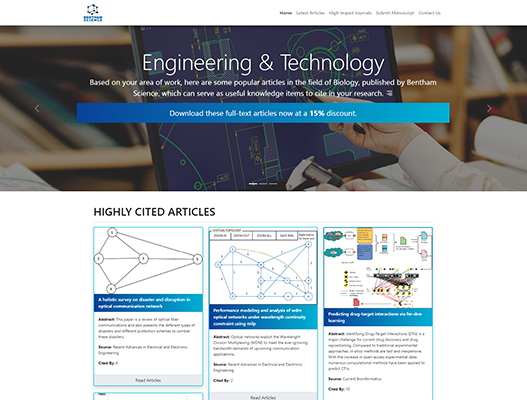 BENTHAM
SCIENCE
Home Latest Articles High Impact Journals Submit Manuscript Contact Us
Engineering & Technology
Based on your area of work, here are some popular articles in the field of Biology, published by Bentham
Science, which can serve as useful knowledge items to cite in your research.
Download these full-text articles now at a 15% discount.
HIGHLY CITED ARTICLES
A holistic survey on disaster and disruption in
optical communication network
Abstract: This paper is a review of optical fiber
communications and also presents the different types of
disasters and different protection schemes to combat
these disasters.
Source: Recent Advances in Electrical and Electronic
Engineering
Cited By: 6
Read Articles
ZOOM IN ZOOM OUT ZOOM ALL
Performance modeling and analysis of wdm
optical networks under wavelength continuity
constraint using milp
Abstract: Optical networks exploit the Wavelength
Division Multiplexing (WDM) to meet the ever-growing
bandwidth demands of upcoming communication
applications.
Source: Recent Advances in Electrical and Electronic
Engineering
Cited By: 2
Read Articles
Predicting drug-target interactions via fm-dnn
learning
Abstract: Identifying Drug-Target Interactions (DTIs) is a
major challenge for current drug discovery and drug
repositioning. Compared to traditional experimental
approaches, in silico methods are fast and inexpensive.
With the increase in open-access experimental data,
numerous computational methods have been applied to
predict DTIs.
Source: Current Bioinformatics
Cited By: 10